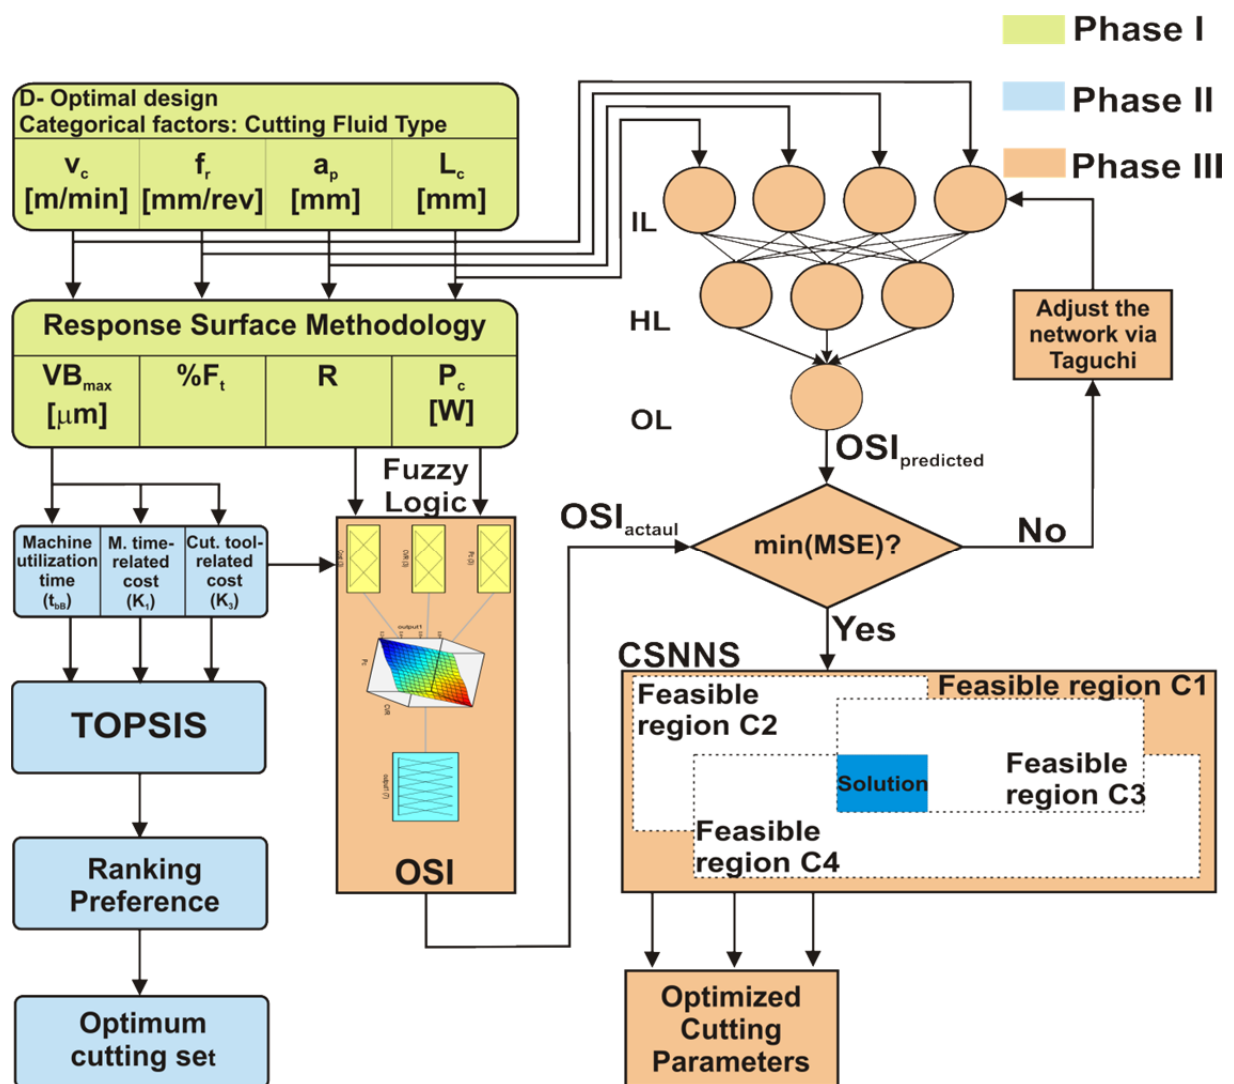 Phase I
Phase II
Phase III
D- Optimal design
Categorical factors: Cutting Fluid Type
vc fr ap Lc
[m/min] [mm/rev] [mm] [mm]
Response Surface Methodology
VBmax %Ft R Pc
[μm] [W]
Fuzzy
Logic
Machine
utilization
time
(tbB)
M. time-
related
cost
(K1)
Cut. tool-
related
cost
(K3)
TOPSIS
Ranking
Preference
Optimum
cutting set
output1
Pc
OSI
IL
HL
OL
Adjust the
network via
Taguchi
OSIpredicted
OSIactaul
min(MSE)?
No
Yes
CSNNS
Feasible region C1
Feasible
region C2
Feasible
region C3
Solution
Feasible
region C4
Optimized
Cutting
Parameters